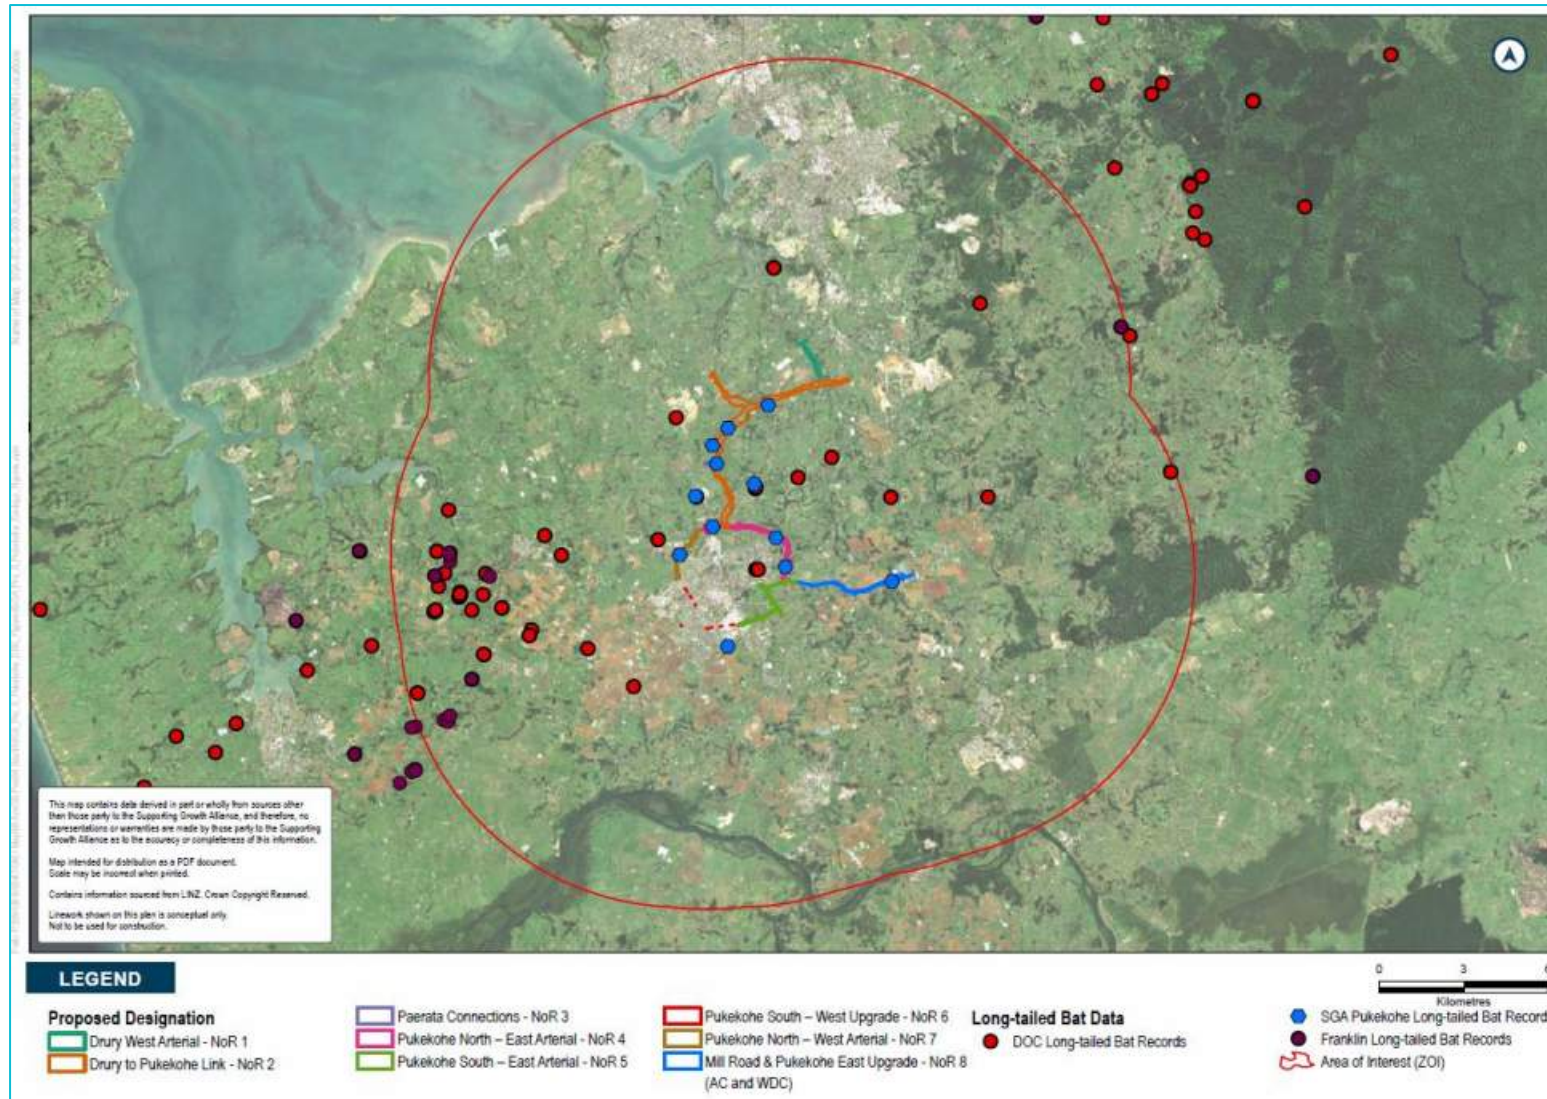 This map contains data derived in part or wholly from sources other
than those party to the Supporting Growth Alliance, and therefore, no
representations or warranties are made by those party to the Supporting
Growth Alliance as to the accuracy or completeness of this information.
Map intended for distribution as a PDF document.
Scale may be incorrect when printed.
Contains information sourced from LINZ. Crown Copyright Reserved.
Linework shown on this plan is conceptual only.
Not to be used for construction.
LEGEND
0 3
Kilometres
Proposed Designation
Drury West Arterial - NoR 1
Drury to Pukekohe Link - NoR 2
Paerata Connections - NoR 3
Pukekohe North – East Arterial - NoR 4
Pukekohe South – East Arterial - NoR 5
Pukekohe South – West Upgrade - NoR 6
Pukekohe North – West Arterial - NoR 7
Mill Road & Pukekohe East Upgrade - NoR 8
(AC and WDC)
Long-tailed Bat Data
DOC Long-tailed Bat Records
SGA Pukekohe Long-tailed Bat Record
Franklin Long-tailed Bat Records
Area of Interest (ZOI)